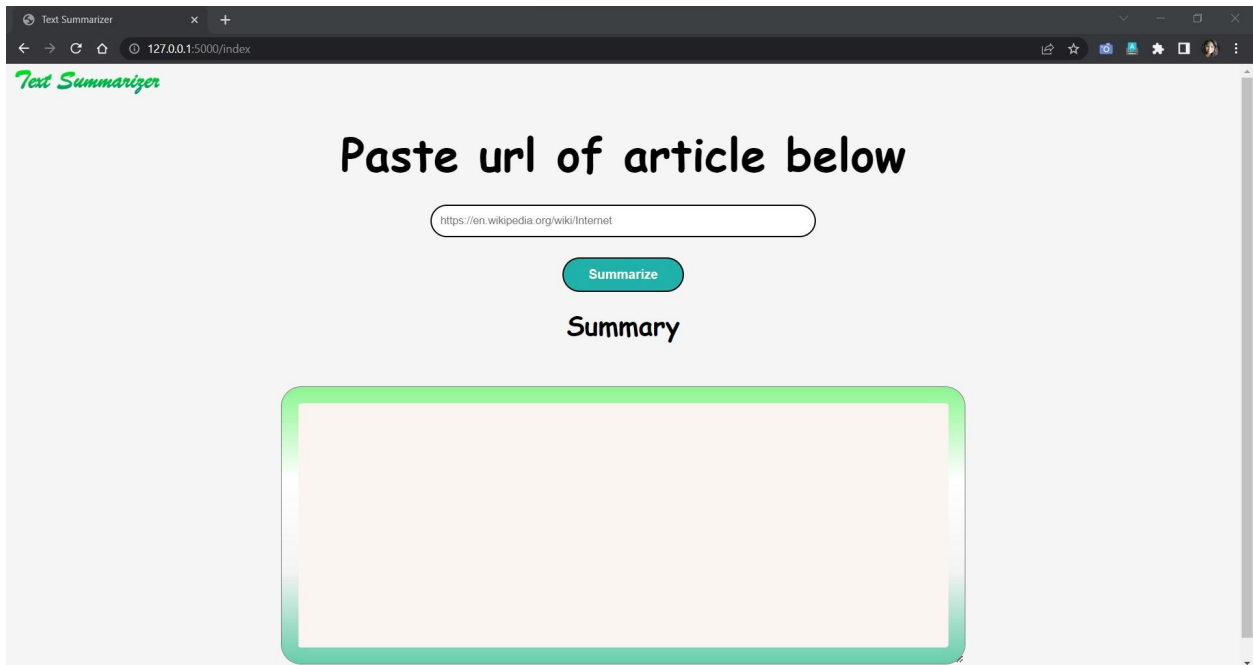 Text Summarizer
127.0.0.1:5000/index
Text Summarizer
Paste url of article below
https://en.wikipedia.org/wiki/Internet
Summarize
Summary